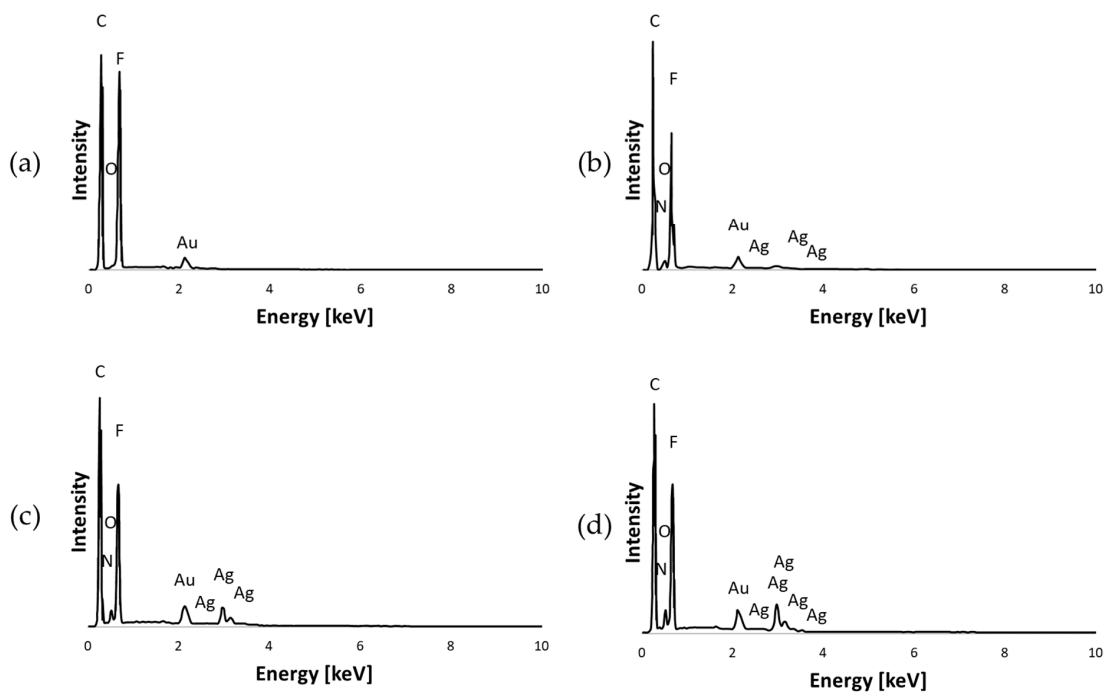 (a)
C
F
O
Au
Intensity
0 2 4 6 8 10
Energy [keV]
(b)
C
F
O
N
Au
Ag
Ag
Ag
Intensity
0 2 4 6 8 10
Energy [keV]
(c)
C
F
O
N
Au
Ag
Ag
Ag
Intensity
0 2 4 6 8 10
Energy [keV]
(d)
C
F
O
N
Au
Ag
Ag
Ag
Ag
Ag
Intensity
0 2 4 6 8 10
Energy [keV]